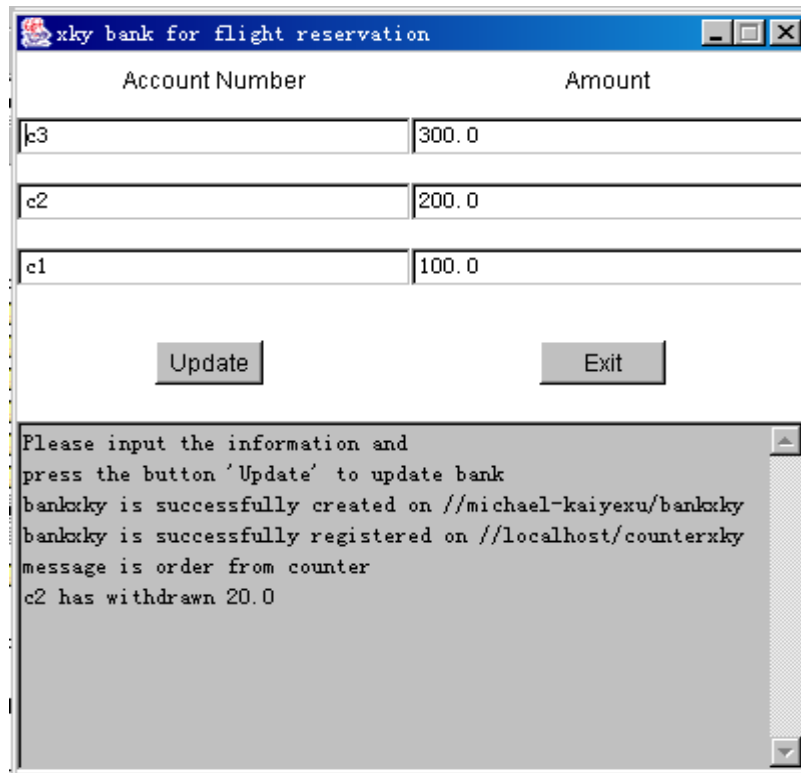 xky bank for flight reservation
Account Number Amount
c3 300.0
c2 200.0
c1 100.0
Update Exit
Please input the information and
press the button 'Update' to update bank
bankxky is successfully created on //michael-kaiyexu/bankxky
bankxky is successfully registered on //localhost/counterxky
message is order from counter
c2 has withdrawn 20.0